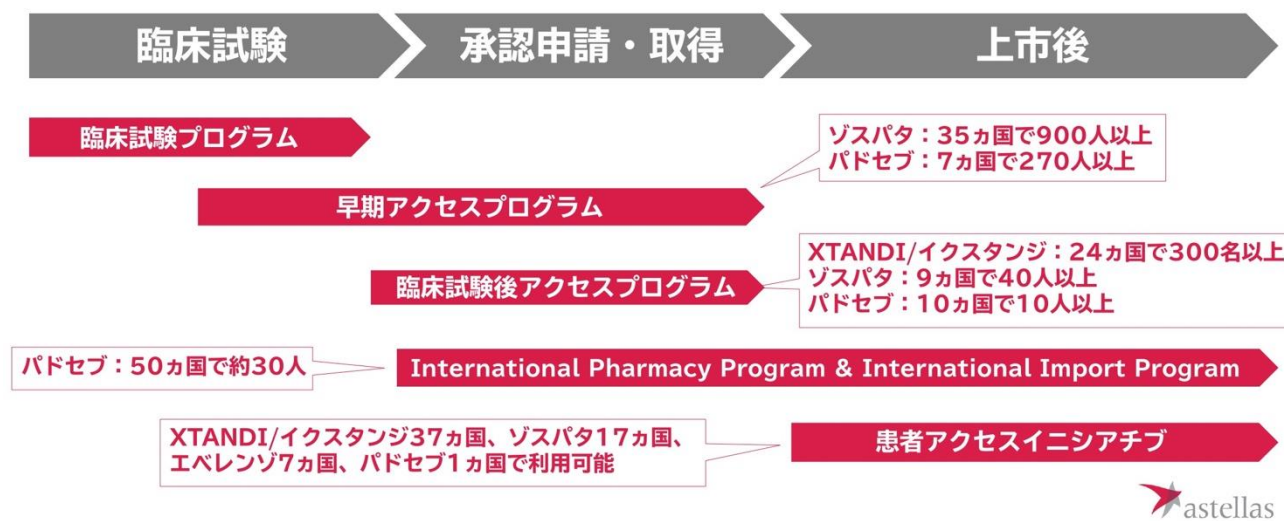 臨床試験
承認申請・取得
上市後
臨床試験プログラム
ゾスパタ：35ヵ国で900人以上
パドセブ：7ヵ国で270人以上
早期アクセスプログラム
XTANDI/イクスタンジ：24ヵ国で300名以上
ゾスパタ：9ヵ国で40人以上
パドセブ：10ヵ国で10人以上
臨床試験後アクセスプログラム
パドセブ：50ヵ国で約30人
International Pharmacy Program & International Import Program
XTANDI/イクスタンジ37ヵ国、ゾスパタ17ヵ国、
エベレンゾ7ヵ国、パドセブ1ヵ国で利用可能
患者アクセスイニシアチブ
astellas